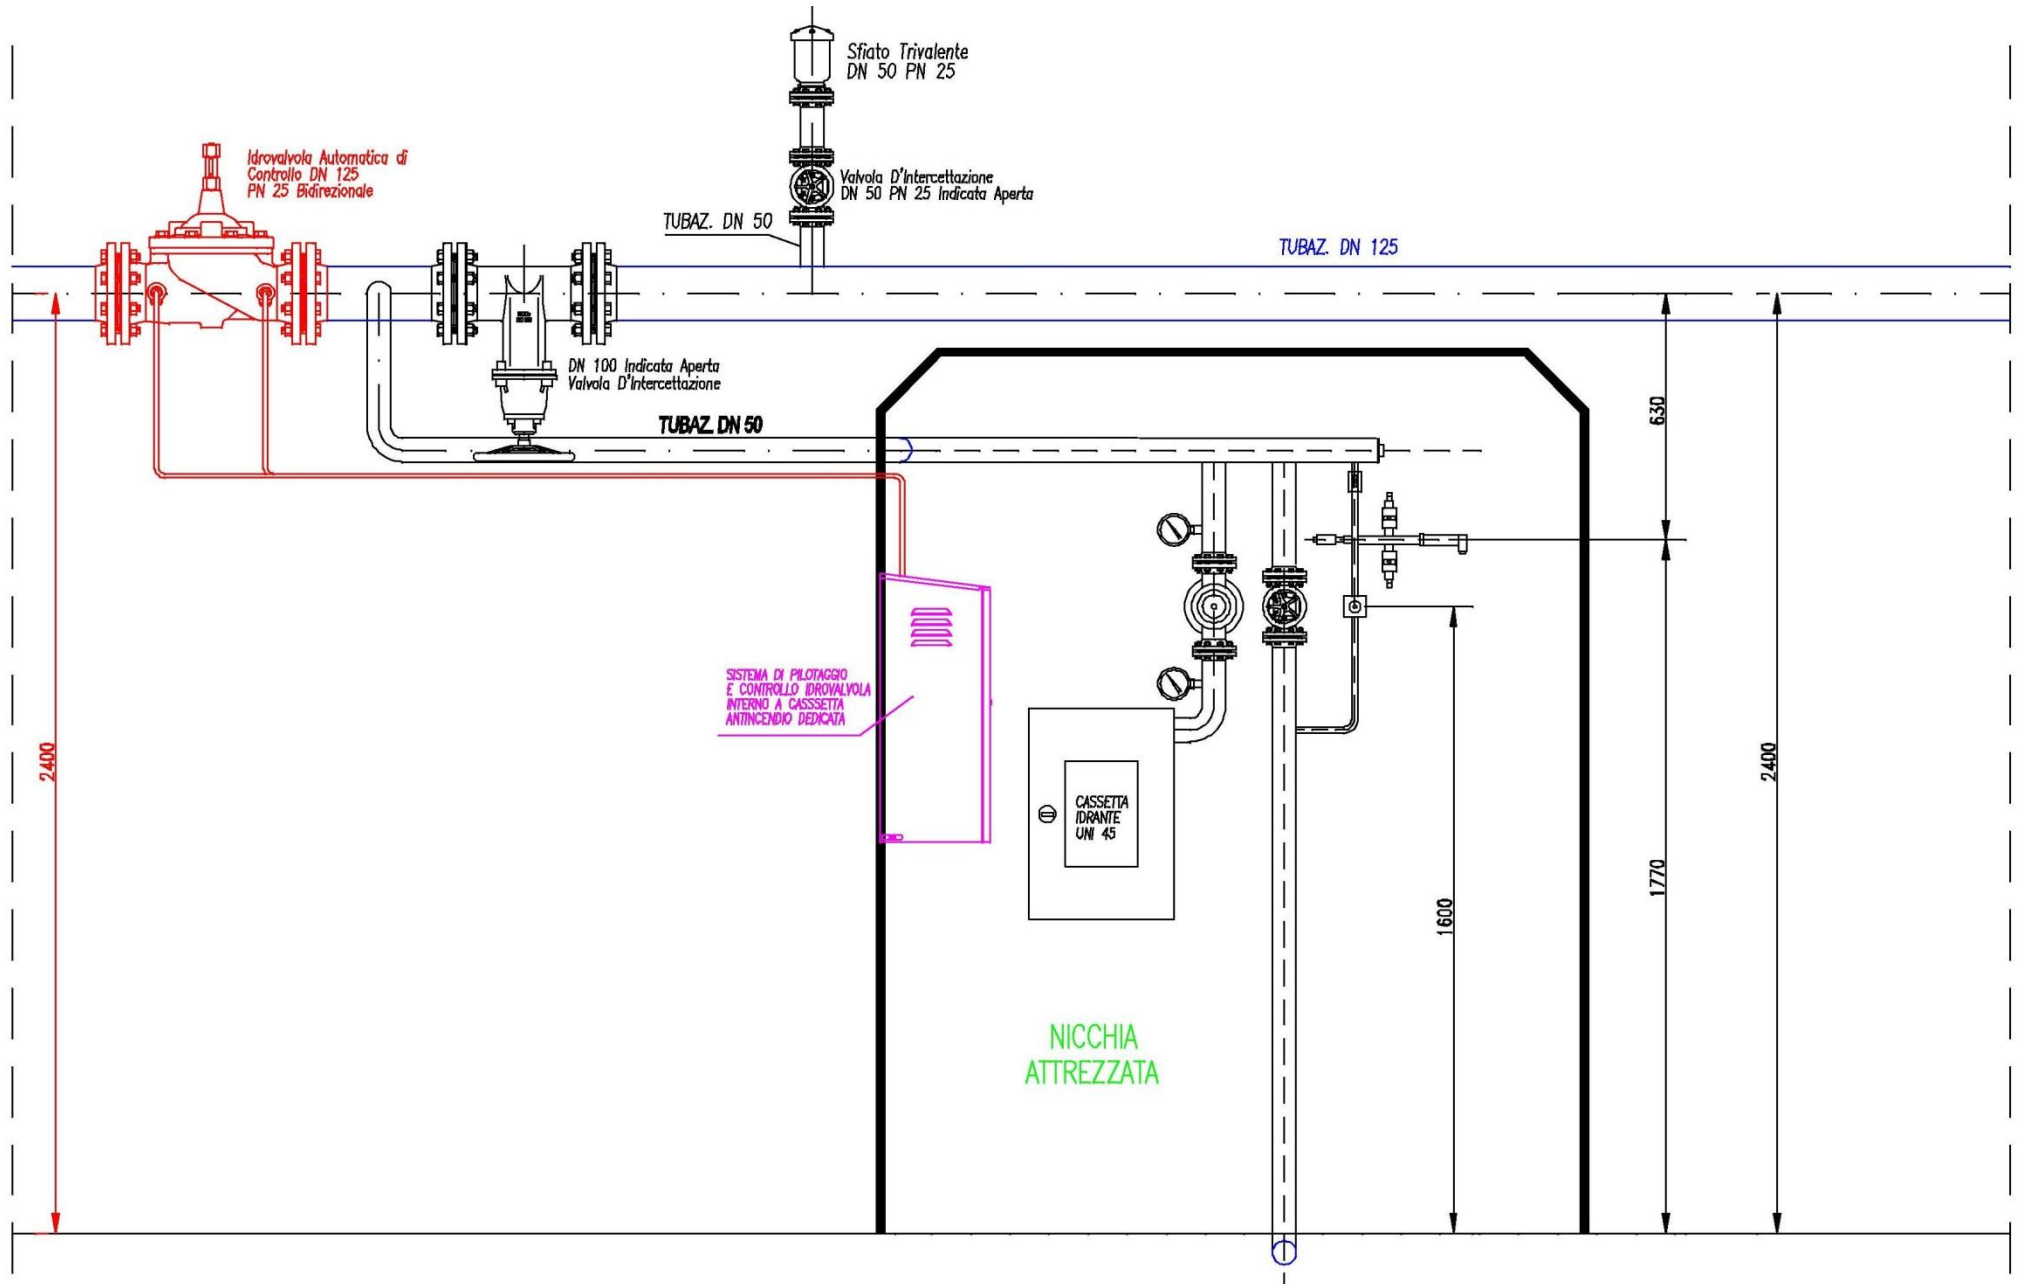 Sfiato Trivalente
DN 50 PN 25
Idrovalvola Automatica di
Controllo DN 125
PN 25 Bidirezionale
Valvola D'Intercettazione
DN 50 PN 25 Indicata Aperta
TUBAZ. DN 50
TUBAZ. DN 125
DN 100 Indicata Aperta
Valvola D'Intercettazione
TUBAZ. DN 50
630
SISTEMA DI PILOTAGGIO
E CONTROLLO IDROVALVOLA
INTERNO A CASSSETTA
ANTINCENDIO DEDICATA
2400
2400
CASSETTA
IDRANTE
UNI 45
1770
1600
NICCHIA
ATTREZZATA